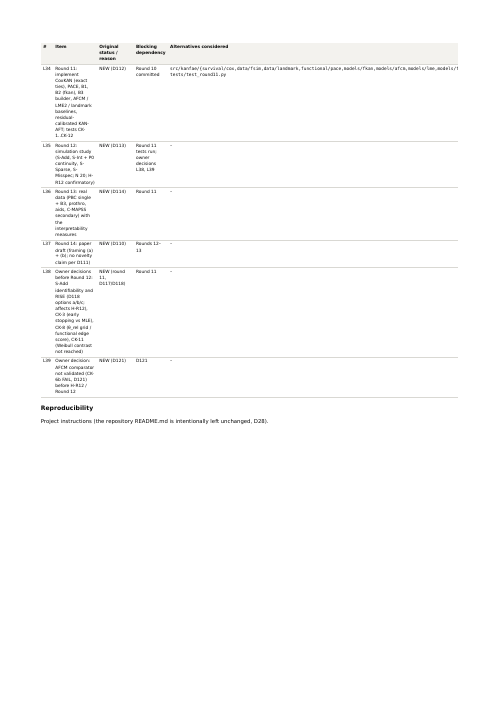 # Item Original status / reason Blocking dependency Alternatives considered
L34 Round 11: NEW (D112) Round 10 src/kanfae/{survival/cox,data/fsim,data/landmark,functional/pace,models/fkan,models/afcm,models/lme,models/
implement committed tests/test_round11.py
CoxKAN (exact
ties), PACE, B1,
B2 (fkan), B3
builder, AFCM /
LME2 / landmark
baselines,
residual-
calibrated KAN-
AFT; tests CK-
1..CK-12
L35 Round 12: NEW (D113) Round 11 –
simulation study tests run;
(S-Add, S-Int + P0 owner
continuity, S- decisions
Sparse, S- L38, L39
Misspec; N 20; H-
R12 confirmatory)
L36 Round 13: real NEW (D114) Round 11 –
data (PBC single
+ B3; prothro,
aids, C-MAPSS
secondary) with
the
interpretability
measures
L37 Round 14: paper NEW (D110) Rounds 12– –
draft (framing (a) 13
+ (b); no novelty
claim per D111)
L38 Owner decisions NEW (round Round 11 –
before Round 12: 11,
S-Add D117/D118)
identifiability and
RISE (D118
options a/b/c;
affects H-R12),
CK-3 (early
stopping vs MLE),
CK-8 (θ_rel grid /
functional edge
score), CK-11
(Weibull contrast
not reached)
L39 Owner decision: NEW (D121) D121 –
AFCM comparator
not validated (CK-
6b FAIL, D121)
before H-R12 /
Round 12
Reproducibility
Project instructions (the repository README.md is intentionally left unchanged, D28).